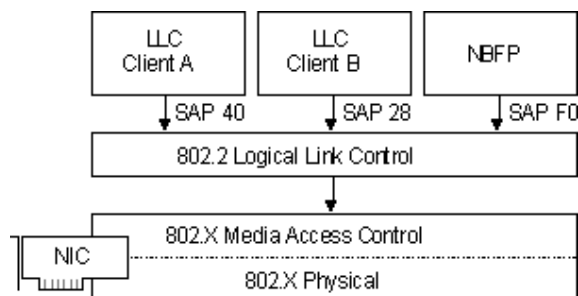 LLC
Client A
LLC
Client B
NBFP
SAP 40
SAP 28
SAP F0
802.2 Logical Link Control
802.X Media Access Control
NIC
802.X Physical